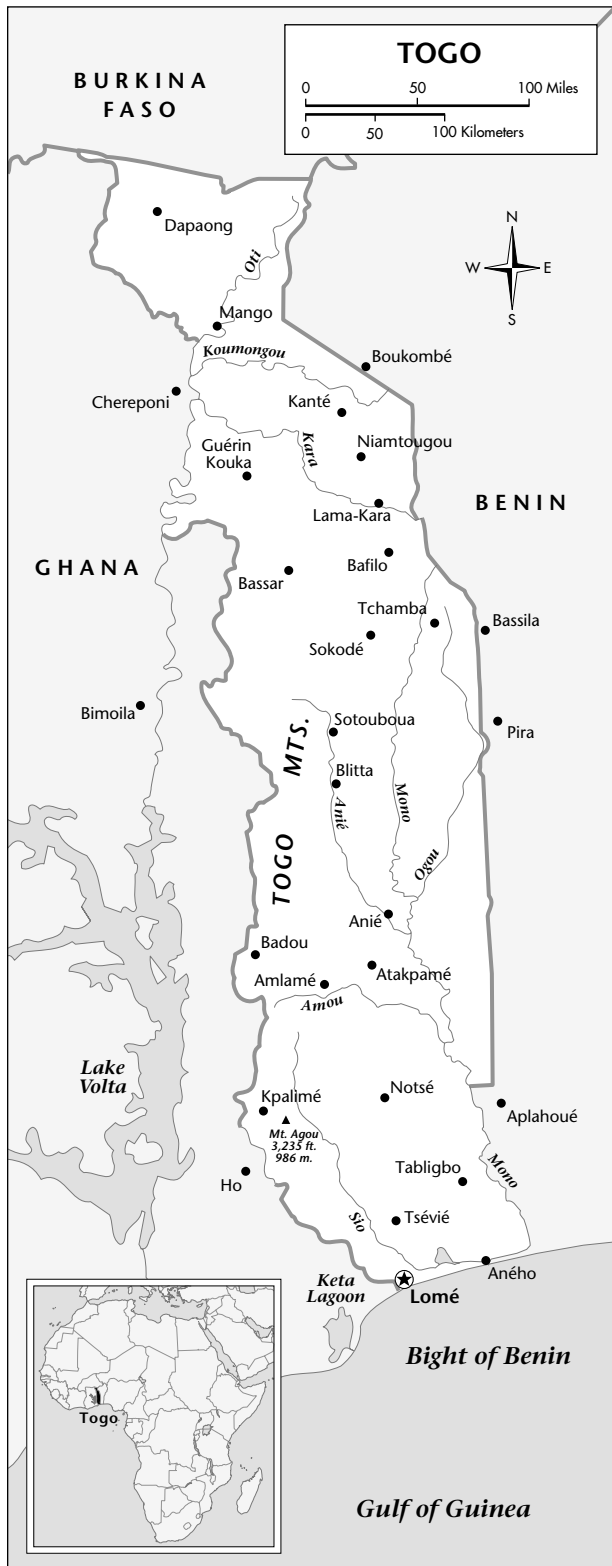 TOGO
0 50 100 Miles
0 50 100 Kilometers
BURKINA
FASO
N
W E
S
Dapaong
Oti
Mango
Koumongou
Boukombé
Chereponi
Kanté
Guérin
Kouka
Kara
Niamtougou
Lama-Kara
BENIN
GHANA
Bafilo
Bassar
Tchamba
Bassila
Sokodé
Bimoila
Sotouboua
Pira
TOGO MTS.
Blitta
Anié
Mono
Ogou
Anié
Badou
Atakpamé
Amlamé
Amou
Lake
Volta
Kpalimé
Notsé
Aplahoué
Mt. Agou
3,235 ft.
986 m.
Ho
Tabligbo
Mono
Sio
Tsévié
Aného
Keta
Lagoon
Lomé
Bight of Benin
Togo
Gulf of Guinea